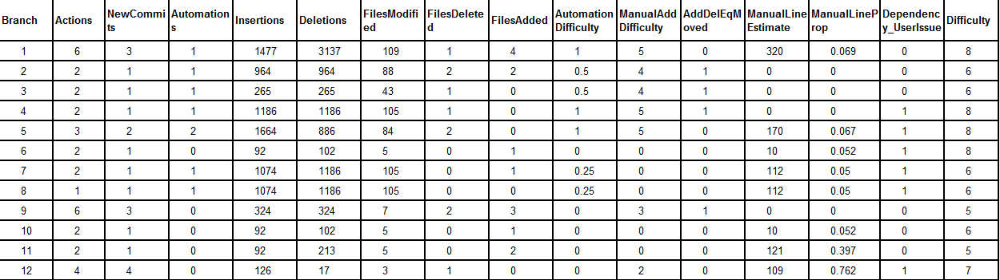 Branch Actions NewCommits Automations Insertions Deletions FilesModified FilesDeleted FilesAdded AutomationDifficulty ManualAddDifficulty AddDelEqMoved ManualLineEstimate ManualLineProp Dependency_UserIssue Difficulty
1 6 3 1 1477 3137 109 1 4 1 5 0 320 0.069 0 8
2 2 1 1 964 964 88 2 2 0.5 4 1 0 0 0 6
3 2 1 1 265 265 43 1 0 0.5 4 1 0 0 0 6
4 2 1 1 1186 1186 105 1 0 1 5 1 0 0 1 8
5 3 2 2 1664 886 84 2 0 1 5 0 170 0.067 1 8
6 2 1 0 92 102 5 0 1 0 0 0 10 0.052 1 8
7 2 1 1 1074 1186 105 0 1 0.25 0 0 112 0.05 1 6
8 1 1 1 1074 1186 105 0 0 0.25 0 0 112 0.05 1 6
9 6 3 0 324 324 7 2 3 0 3 1 0 0 0 5
10 2 1 0 92 102 5 0 1 0 0 0 10 0.052 0 6
11 2 1 0 92 213 5 0 2 0 0 0 121 0.397 0 5
12 4 4 0 126 17 3 1 0 0 2 0 109 0.762 1 7